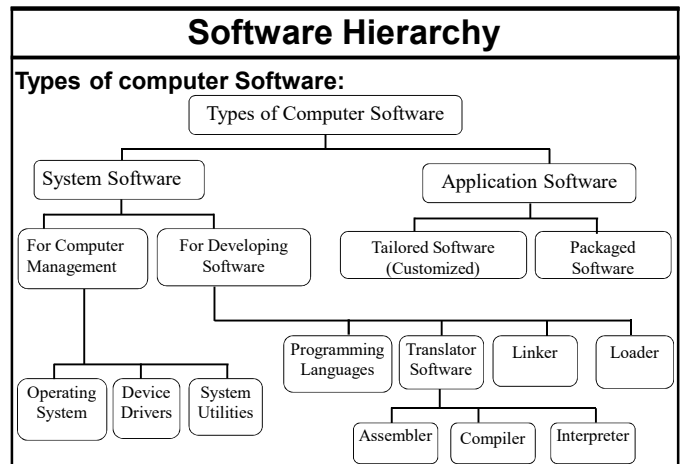 Software Hierarchy
Types of computer Software:
Types of Computer Software
System Software
Application Software
For Computer
Management
For Developing
Software
Tailored Software
(Customized)
Packaged
Software
Programming
Languages
Translator
Software
Linker
Loader
Operating
System
Device
Drivers
System
Utilities
Assembler
Compiler
Interpreter